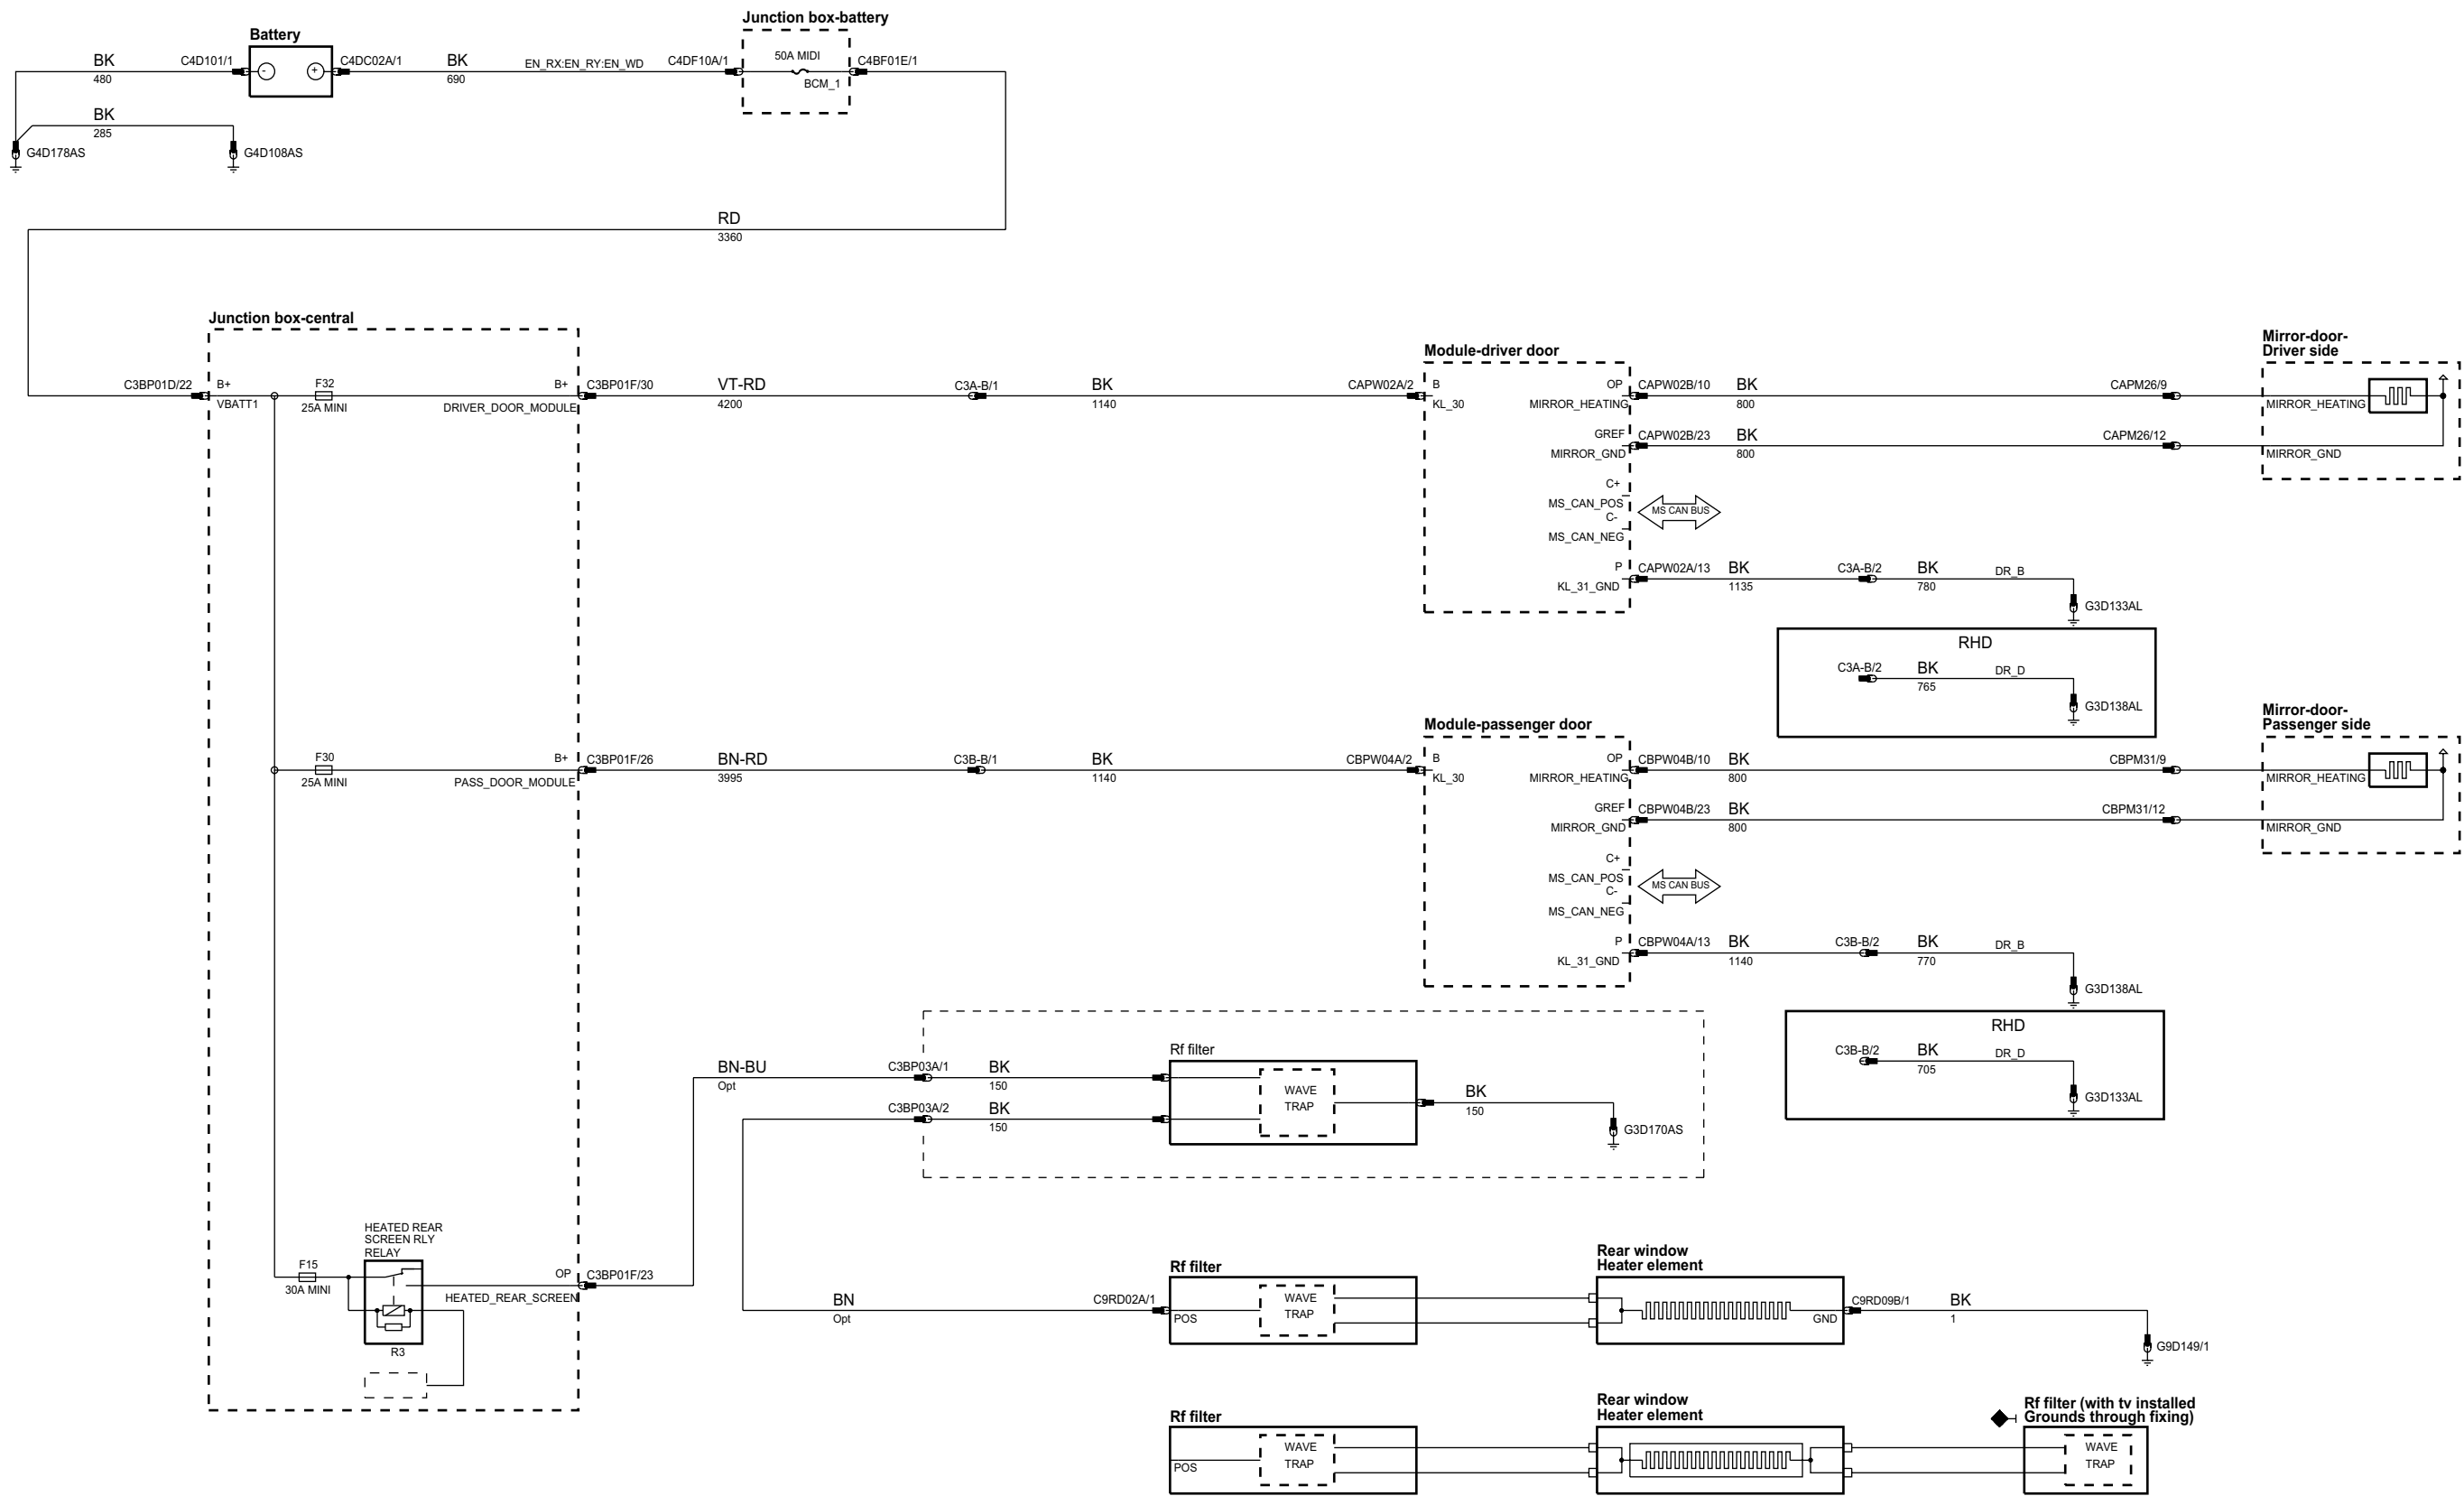 Junction box-battery
Battery
BK
480
C4D101/1
-
+
C4DC02A/1
BK
690
EN_RX:EN_RY:EN_WD
C4DF10A/1
50A MIDI
BCM_1
C4BF01E/1
BK
285
G4D178AS
G4D108AS
RD
3360
Junction box-central
C3BP01D/22
B+
VBATT1
F32
25A MINI
B+
DRIVER_DOOR_MODULE
C3BP01F/30
VT-RD
4200
C3A-B/1
BK
1140
CAPW02A/2
Module-driver door
B
KL_30
OP
MIRROR_HEATING
CAPW02B/10
BK
800
CAPM26/9
Mirror-door-
Driver side
MIRROR_HEATING
GREF
MIRROR_GND
CAPW02B/23
BK
800
CAPM26/12
MIRROR_GND
C+
MS_CAN_POS
C-
MS_CAN_NEG
MS CAN BUS
P
KL_31_GND
CAPW02A/13
BK
1135
C3A-B/2
BK
780
DR_B
G3D133AL
RHD
C3A-B/2
BK
765
DR_D
G3D138AL
F30
25A MINI
B+
PASS_DOOR_MODULE
C3BP01F/26
BN-RD
3995
C3B-B/1
BK
1140
CBPW04A/2
Module-passenger door
B
KL_30
OP
MIRROR_HEATING
CBPW04B/10
BK
800
CBPM31/9
Mirror-door-
Passenger side
MIRROR_HEATING
GREF
MIRROR_GND
CBPW04B/23
BK
800
CBPM31/12
MIRROR_GND
C+
MS_CAN_POS
C-
MS_CAN_NEG
MS CAN BUS
P
KL_31_GND
CBPW04A/13
BK
1140
C3B-B/2
BK
770
DR_B
G3D138AL
RHD
C3B-B/2
BK
705
DR_D
G3D133AL
BN-BU
Opt
C3BP03A/1
BK
150
C3BP03A/2
BK
150
Rf filter
WAVE
TRAP
BK
150
G3D170AS
HEATED REAR
SCREEN RLY
RELAY
F15
30A MINI
R3
OP
HEATED_REAR_SCREEN
C3BP01F/23
BN
Opt
C9RD02A/1
Rf filter
POS
WAVE
TRAP
Rear window
Heater element
GND
C9RD09B/1
BK
1
G9D149/1
Rf filter
POS
WAVE
TRAP
Rear window
Heater element
Rf filter (with tv installed
Grounds through fixing)
WAVE
TRAP